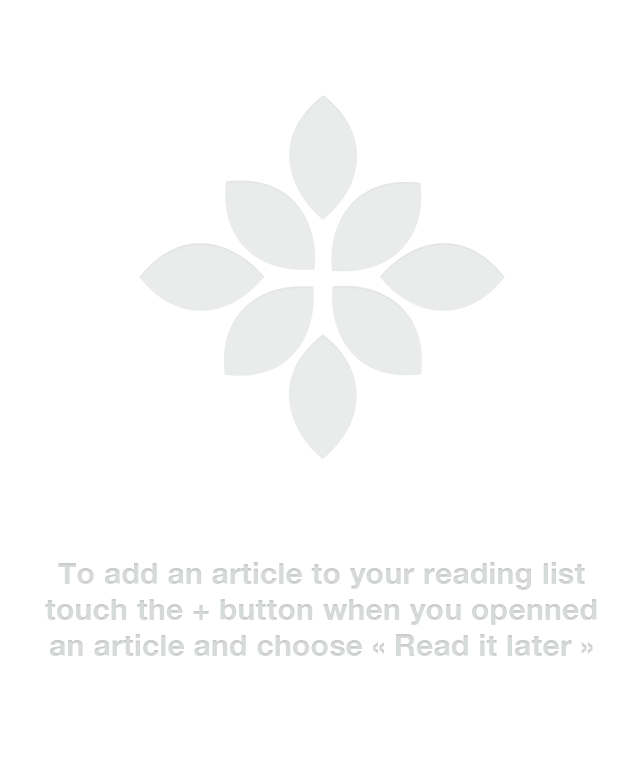 To add an article to your reading list
touch the + button when you openned
an article and choose « Read it later »